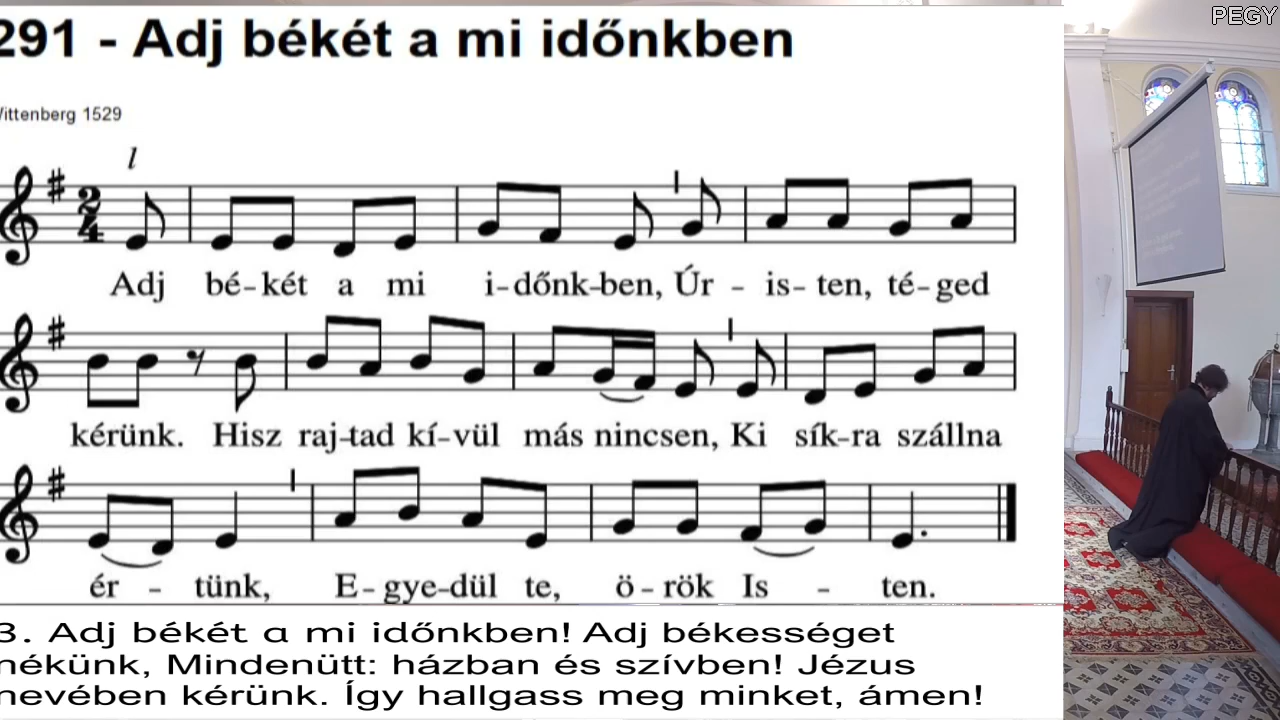 291 - Adj békét a mi időnkben
PEGY
Wittenberg 1529
l
2
4
Adj bé-két a mi i-dőnk-ben, Úr - is- ten, té-ged
kérünk. Hisz raj-tad kí-vül más nincsen, Ki sík-ra szállna
ér - tünk, E-gye-dül te, ö-rök Is - ten.
3. Adj békét a mi időnkben! Adj békességet
nékünk, Mindenütt: házban és szívben! Jézus
nevében kérünk. Így hallgass meg minket, ámen!